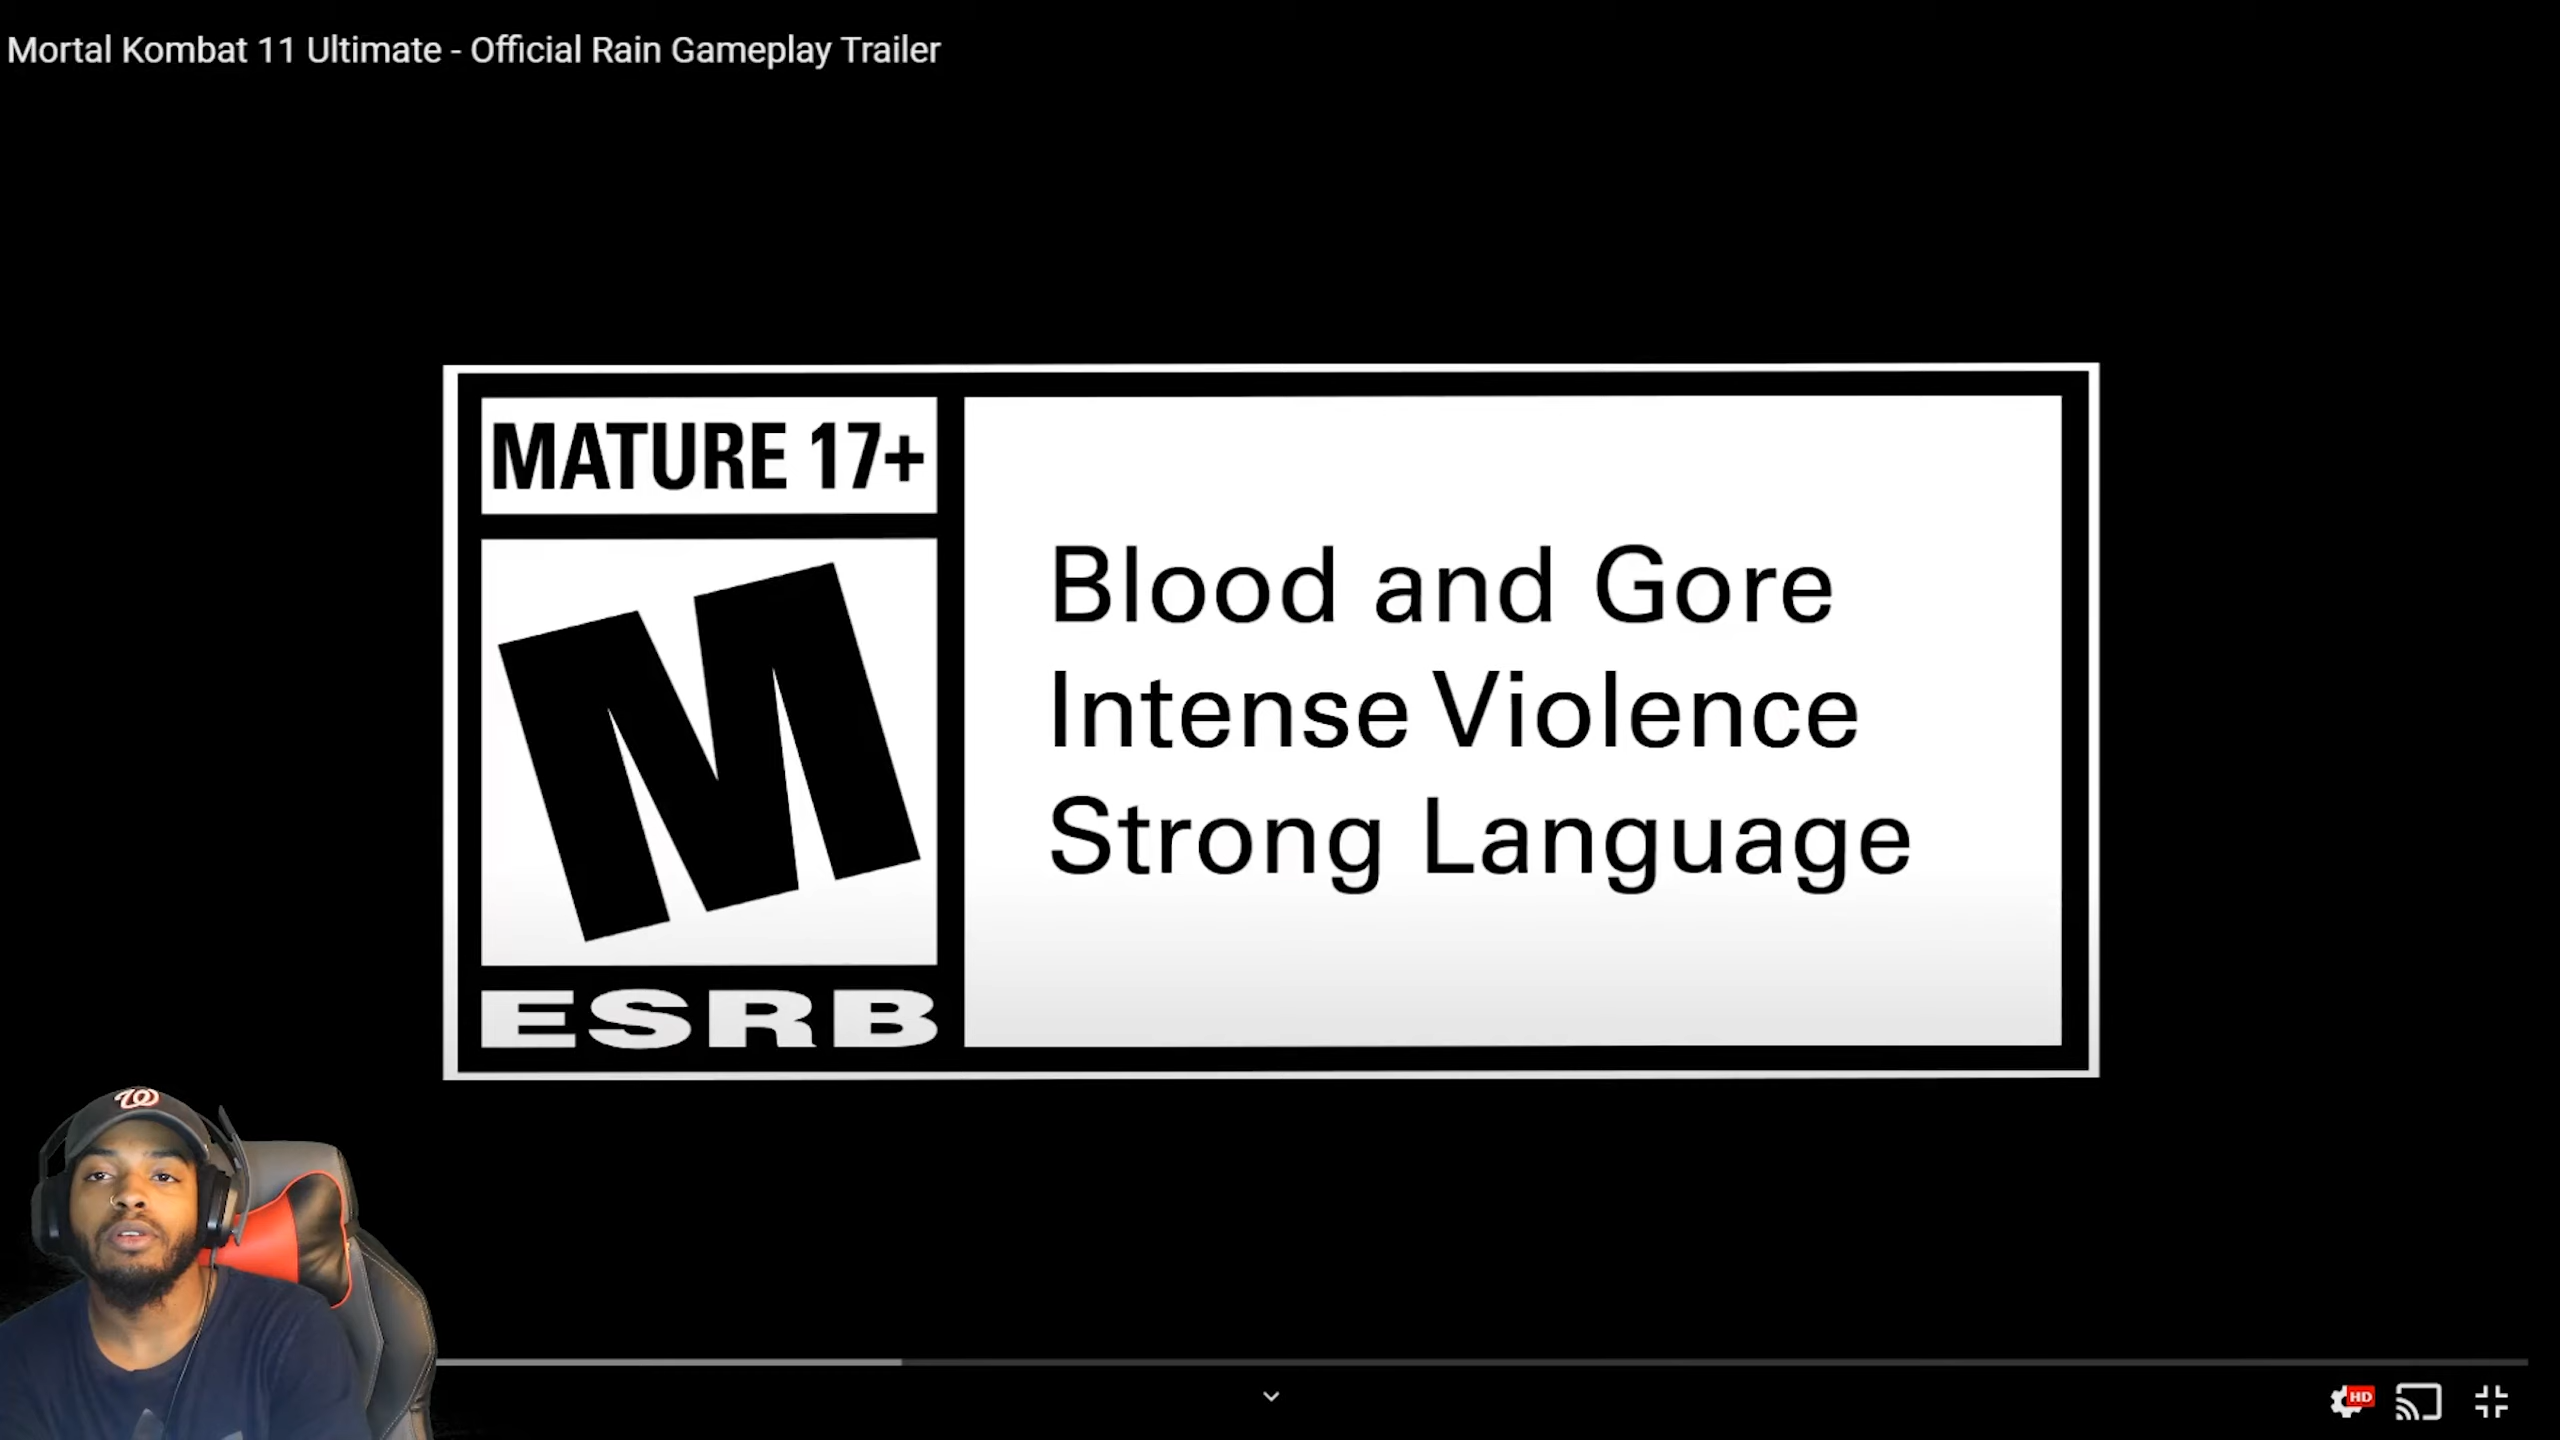 Mortal Kombat 11 Ultimate - Official Rain Gameplay Trailer
MATURE 17+
M
ESRB
Blood and Gore
Intense Violence
Strong Language
W
HD